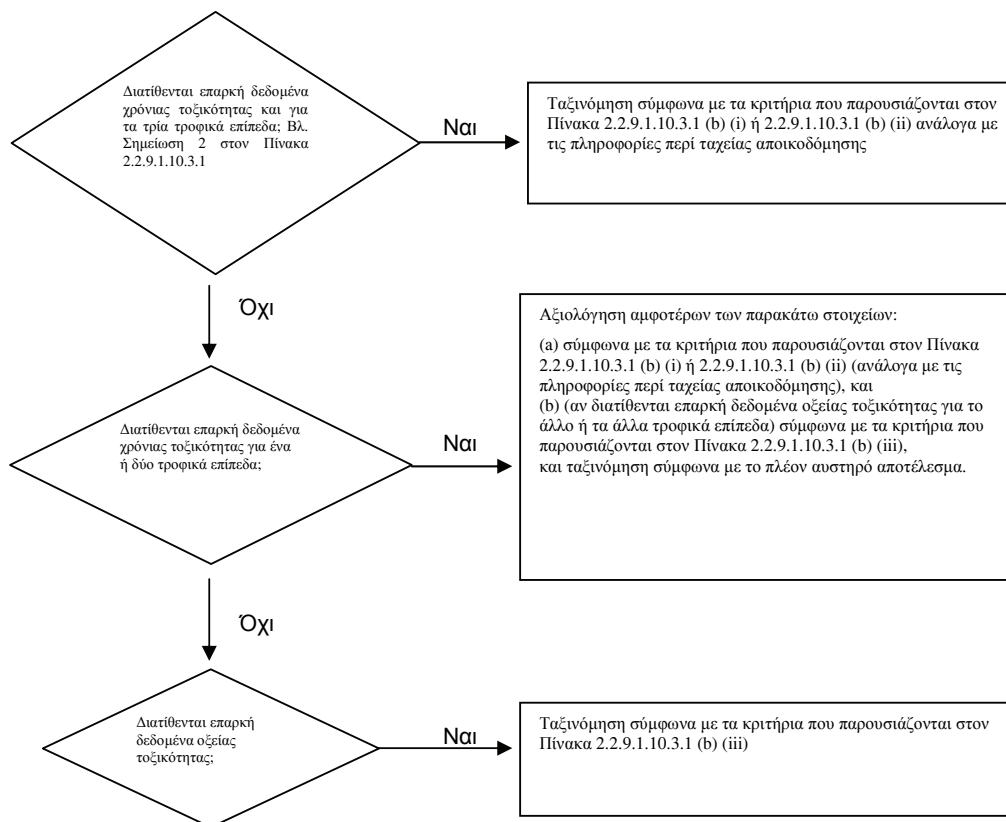 Διατίθενται επαρκή δεδομένα
χρόνιας τοξικότητας και για
τα τρία τροφικά επίπεδα; Βλ.
Σημείωση 2 στον Πίνακα
2.2.9.1.10.3.1
Ναι
Ταξινόμηση σύμφωνα με τα κριτήρια που παρουσιάζονται στον
Πίνακα 2.2.9.1.10.3.1 (b) (i) ή 2.2.9.1.10.3.1 (b) (ii) ανάλογα με
τις πληροφορίες περί ταχείας αποικοδόμησης
Όχι
Διατίθενται επαρκή δεδομένα
χρόνιας τοξικότητας για ένα
ή δύο τροφικά επίπεδα;
Ναι
Αξιολόγηση αμφοτέρων των παρακάτω στοιχείων:
(a) σύμφωνα με τα κριτήρια που παρουσιάζονται στον Πίνακα
2.2.9.1.10.3.1 (b) (i) ή 2.2.9.1.10.3.1 (b) (ii) (ανάλογα με τις
πληροφορίες περί ταχείας αποικοδόμησης), και
(b) (αν διατίθενται επαρκή δεδομένα οξείας τοξικότητας για το
άλλο ή τα άλλα τροφικά επίπεδα) σύμφωνα με τα κριτήρια που
παρουσιάζονται στον Πίνακα 2.2.9.1.10.3.1 (b) (iii),
και ταξινόμηση σύμφωνα με το πλέον αυστηρό αποτέλεσμα.
Όχι
Διατίθενται επαρκή
δεδομένα οξείας
τοξικότητας;
Ναι
Ταξινόμηση σύμφωνα με τα κριτήρια που παρουσιάζονται στον
Πίνακα 2.2.9.1.10.3.1 (b) (iii)